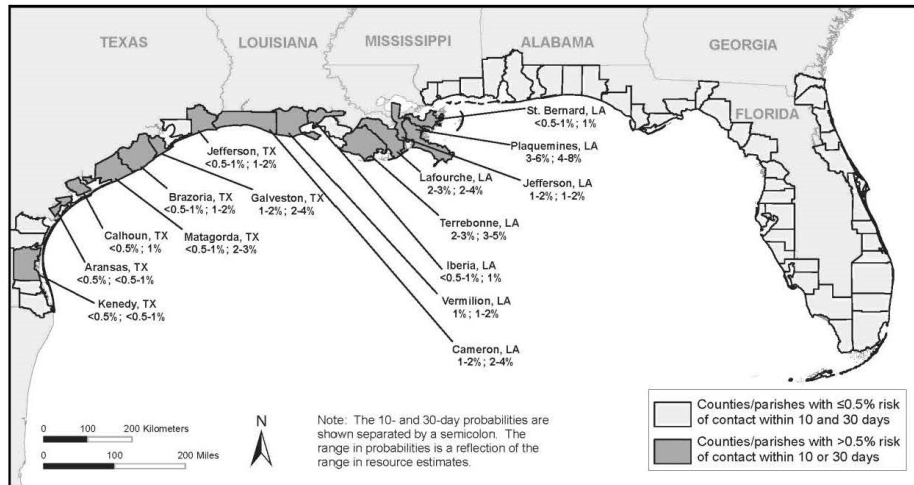 TEXAS
LOUISIANA
MISSISSIPPI
ALABAMA
GEORGIA
FLORIDA
St. Bernard, LA
<0.5-1%; 1%
Plaquemines, LA
3-6%; 4-8%
Jefferson, LA
1-2%; 1-2%
Lafourche, LA
2-3%; 2-4%
Terrebonne, LA
2-3%; 3-5%
Iberia, LA
<0.5-1%; 1%
Vermilion, LA
1%; 1-2%
Cameron, LA
1-2%; 2-4%
Jefferson, TX
<0.5-1%; 1-2%
Galveston, TX
1-2%; 2-4%
Brazoria, TX
<0.5-1%; 1-2%
Matagorda, TX
<0.5-1%; 2-3%
Calhoun, TX
<0.5%; 1%
Aransas, TX
<0.5%; <0.5-1%
Kenedy, TX
<0.5%; <0.5-1%
0 100 200 Kilometers
0 100 200 Miles
N
Note: The 10- and 30-day probabilities are
shown separated by a semicolon. The
range in probabilities is a reflection of the
range in resource estimates.
Counties/parishes with ≤0.5% risk
of contact within 10 and 30 days
Counties/parishes with >0.5% risk
of contact within 10 or 30 days